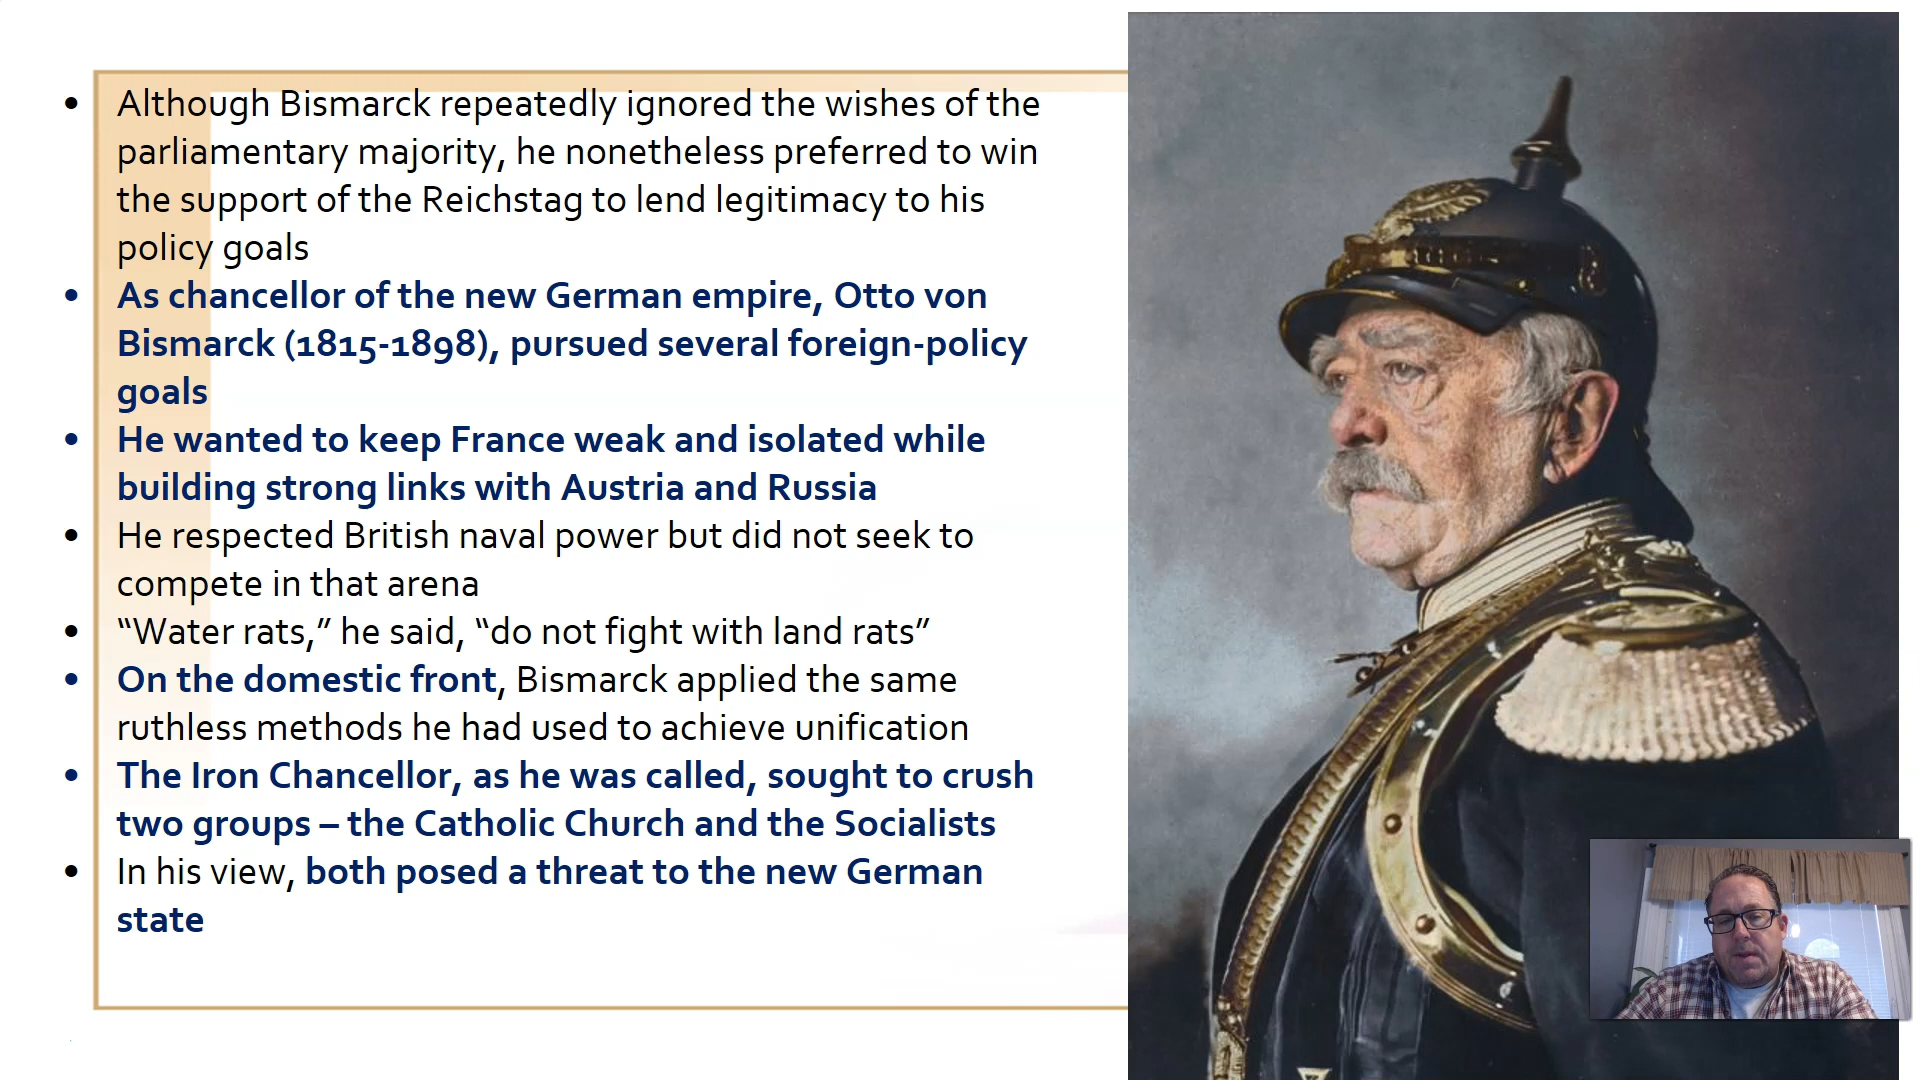 • Although Bismarck repeatedly ignored the wishes of the
parliamentary majority, he nonetheless preferred to win
the support of the Reichstag to lend legitimacy to his
policy goals
• As chancellor of the new German empire, Otto von
Bismarck (1815-1898), pursued several foreign-policy
goals
• He wanted to keep France weak and isolated while
building strong links with Austria and Russia
• He respected British naval power but did not seek to
compete in that arena
• “Water rats,” he said, “do not fight with land rats”
• On the domestic front, Bismarck applied the same
ruthless methods he had used to achieve unification
• The Iron Chancellor, as he was called, sought to crush
two groups – the Catholic Church and the Socialists
• In his view, both posed a threat to the new German
state